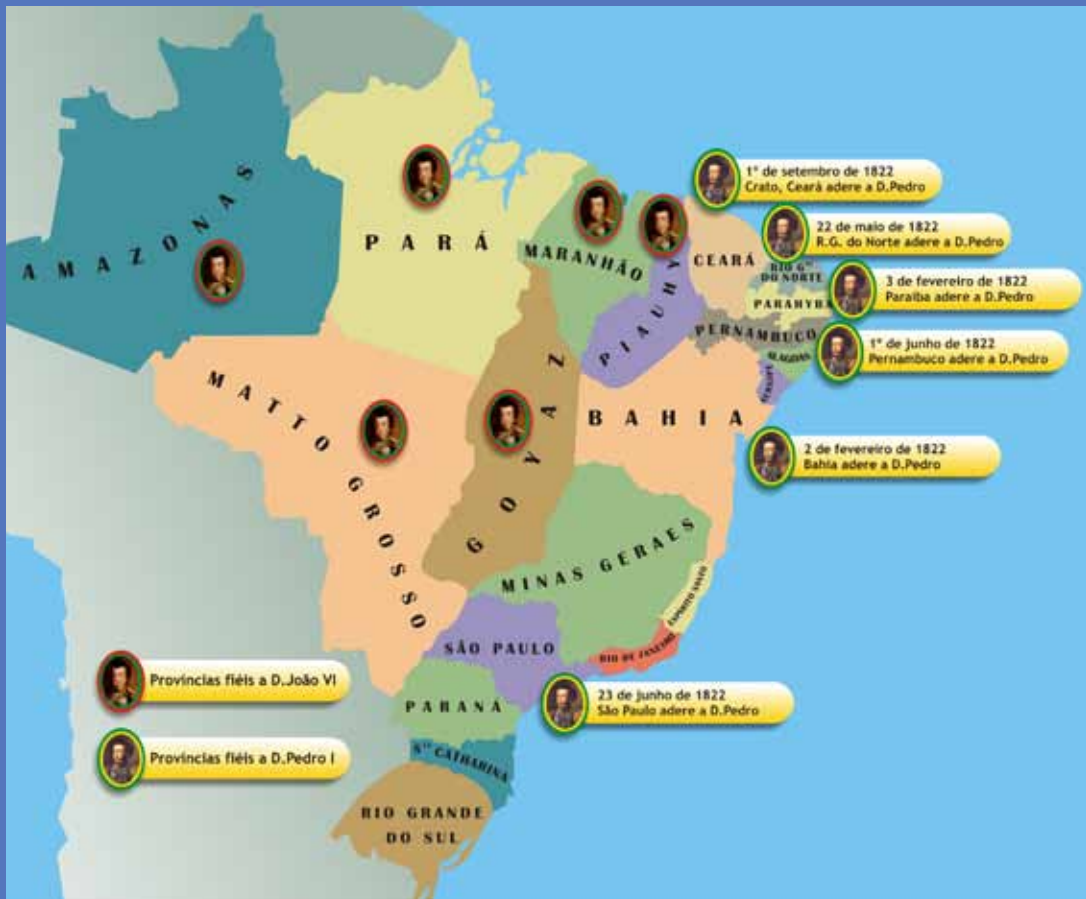 AMAZONAS
PARÁ
MARANHÃO
PIAUHY
CEARÁ
RIO Gᴰᴱ
DO NORTE
PARAHYBA
PERNAMBUCO
ALAGOAS
SERGIPE
BAHIA
MATTO GROSSO
GOYAZ
MINAS GERAES
ESPIRITO SANTO
RIO DE JANEIRO
SÃO PAULO
PARANÁ
Sᵀᴬ CATHARINA
RIO GRANDE
DO SUL
1º de setembro de 1822
Crato, Ceará adere a D.Pedro
22 de maio de 1822
R.G. do Norte adere a D.Pedro
3 de fevereiro de 1822
Paraíba adere a D.Pedro
1º de junho de 1822
Pernambuco adere a D.Pedro
2 de fevereiro de 1822
Bahia adere a D.Pedro
23 de junho de 1822
São Paulo adere a D.Pedro
Províncias fiéis a D.João VI
Províncias fiéis a D.Pedro I